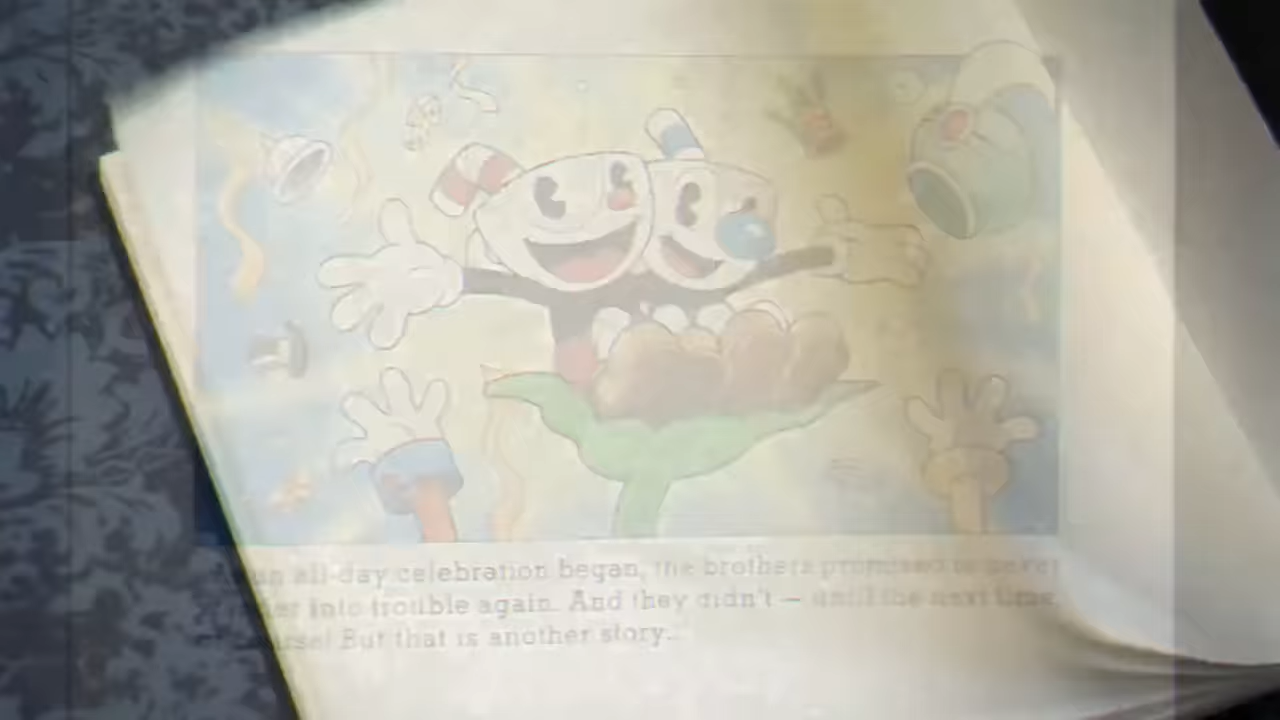 an all-day celebration began, the brothers promised to never
into trouble again. And they didn't — until the next time,
But that is another story...